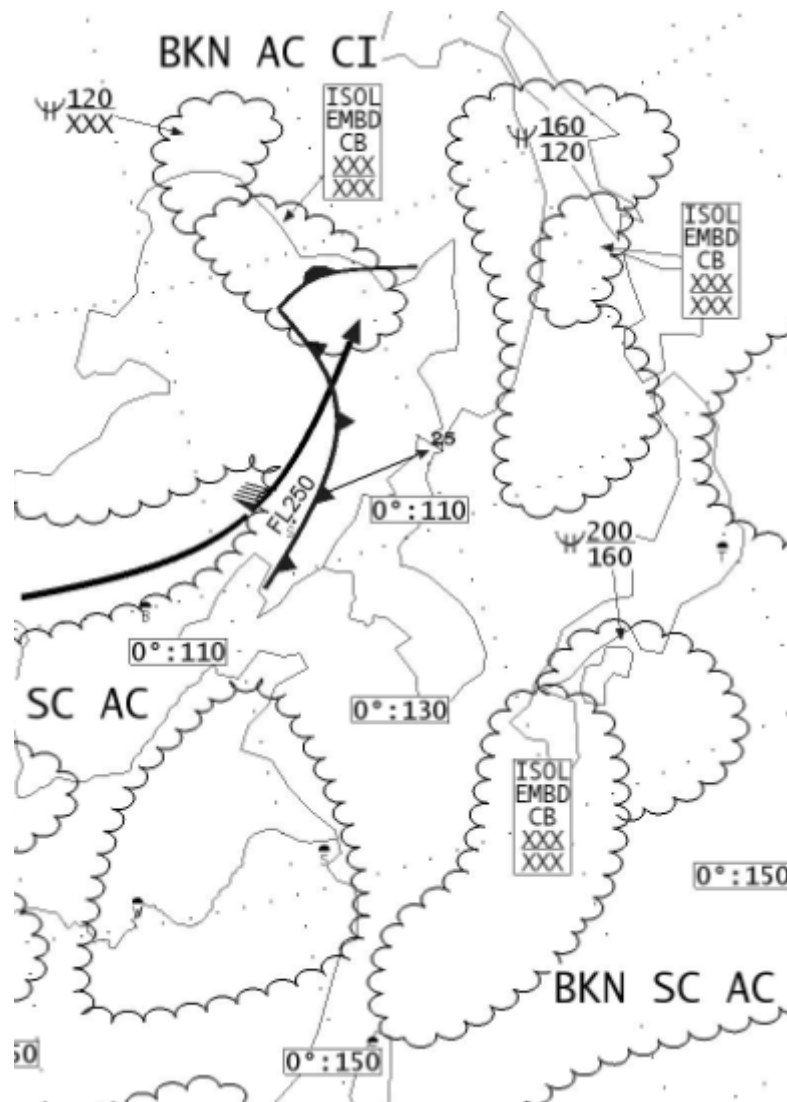 BKN AC CI
120
XXX
ISOL
EMBD
CB
XXX
XXX
160
120
ISOL
EMBD
CB
XXX
XXX
25
FL250
0°:110
200
160
0°:110
SC AC
0°:130
ISOL
EMBD
CB
XXX
XXX
0°:150
BKN SC AC
50
0°:150